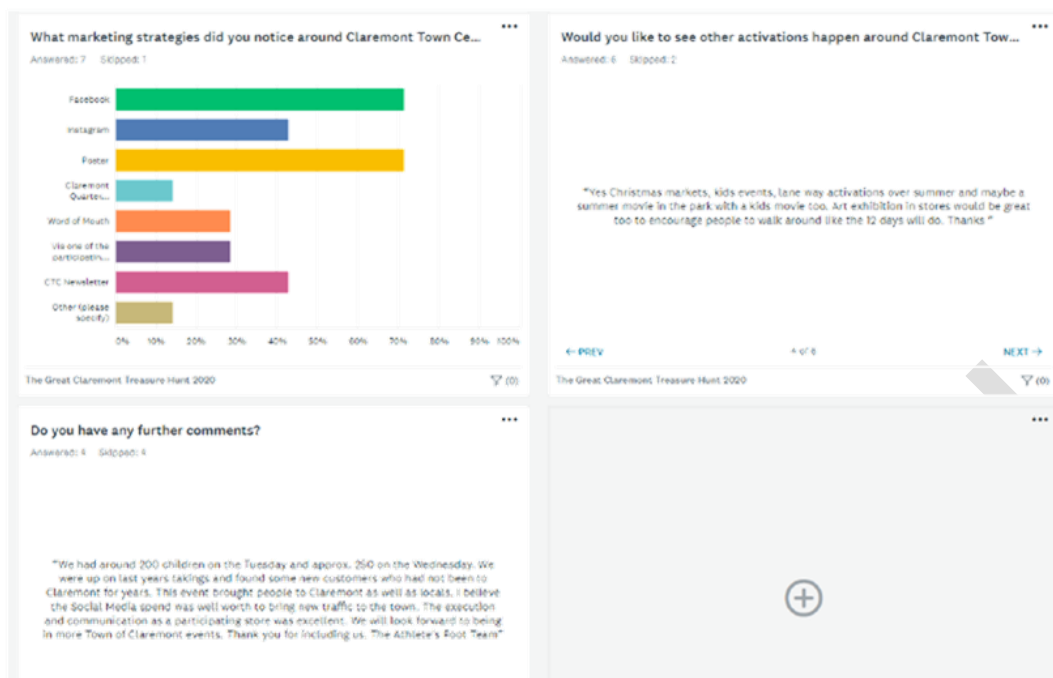 What marketing strategies did you notice around Claremont Town Ce...
Answered: 7 Skipped: 1
Facebook
Instagram
Poster
Claremont
Quarter...
Word of Mouth
Via one of the
participatin...
CTC Newsletter
Other (please
specify)
0% 10% 20% 30% 40% 50% 60% 70% 80% 90% 100%
The Great Claremont Treasure Hunt 2020
(0)
Would you like to see other activations happen around Claremont Tow...
Answered: 6 Skipped: 2
"Yes Christmas markets, kids events, lane way activations over summer and maybe a
summer movie in the park with a kids movie too. Art exhibition in stores would be great
too to encourage people to walk around like the 12 days will do. Thanks "
← PREV
4 of 6
NEXT →
The Great Claremont Treasure Hunt 2020
(0)
Do you have any further comments?
Answered: 4 Skipped: 4
"We had around 200 children on the Tuesday and approx. 250 on the Wednesday. We
were up on last years takings and found some new customers who had not been to
Claremont for years. This event brought people to Claremont as well as locals. I believe
the Social Media spend was well worth to bring new traffic to the town. The execution
and communication as a participating store was excellent. We will look forward to being
in more Town of Claremont events. Thank you for including us. The Athlete's Foot Team"